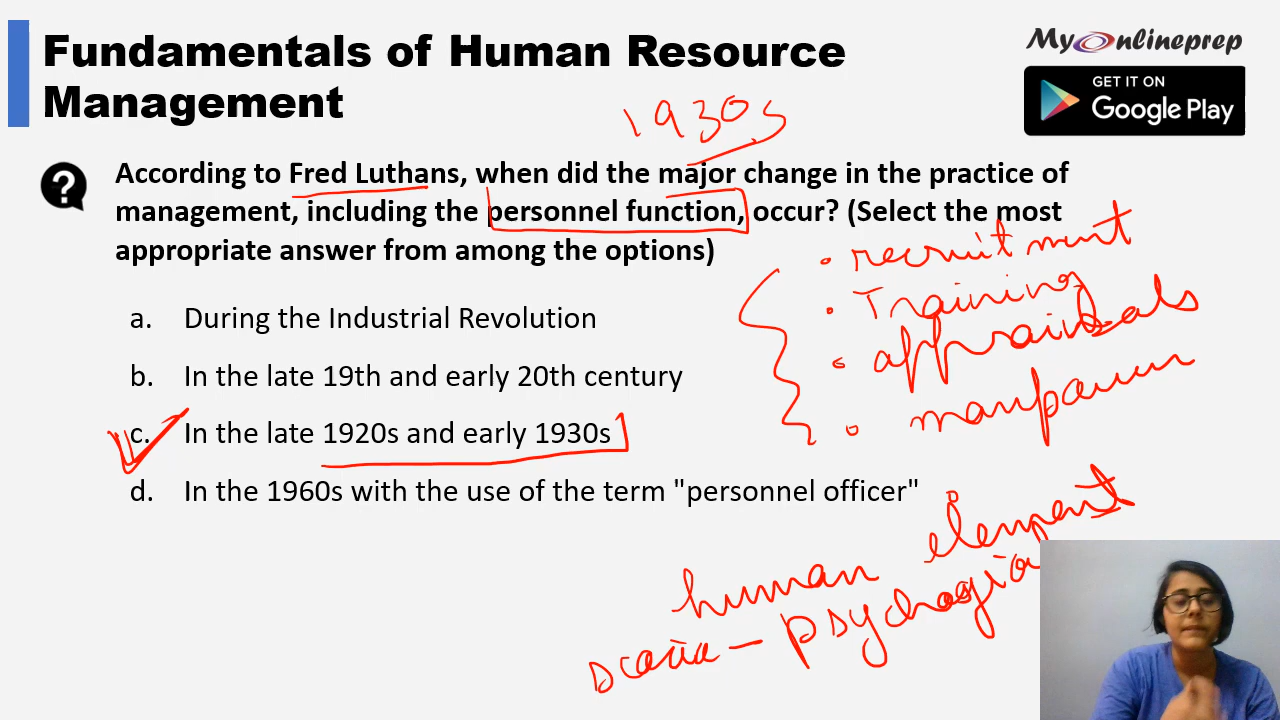 Fundamentals of Human Resource
Management
MyOnlineprep
GET IT ON
Google Play
1930s
According to Fred Luthans, when did the major change in the practice of
management, including the personnel function, occur? (Select the most
appropriate answer from among the options)
• recruitment
• Training
• appraisals
a. During the Industrial Revolution
b. In the late 19th and early 20th century
c. In the late 1920s and early 1930s
d. In the 1960s with the use of the term "personnel officer"
human element